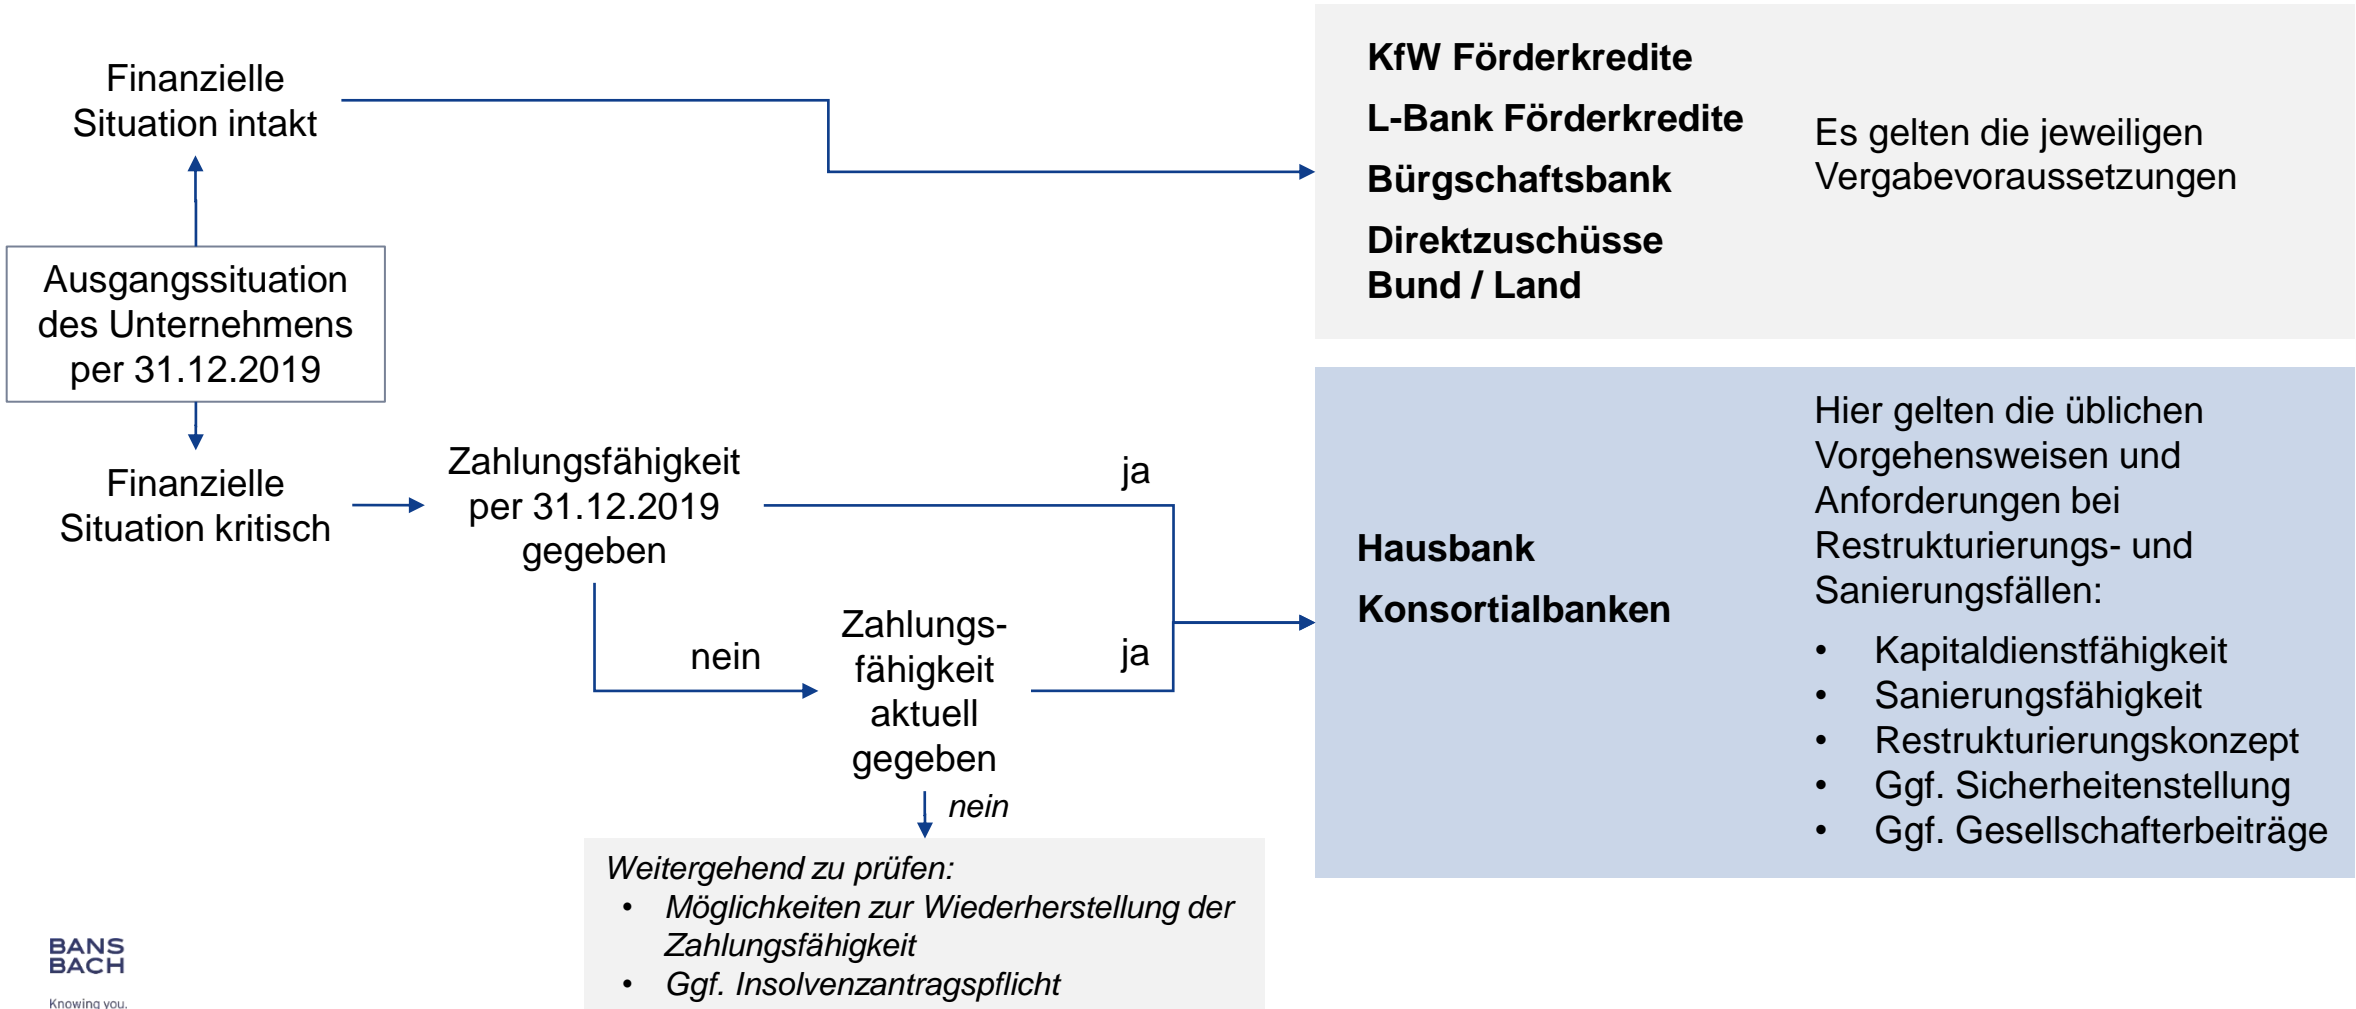 Finanzielle
Situation intakt
Ausgangssituation
des Unternehmens
per 31.12.2019
Finanzielle
Situation kritisch
Zahlungsfähigkeit
per 31.12.2019
gegeben
ja
nein
Zahlungs-
fähigkeit
aktuell
gegeben
ja
nein
Weitergehend zu prüfen:
• Möglichkeiten zur Wiederherstellung der
Zahlungsfähigkeit
• Ggf. Insolvenzantragspflicht
KfW Förderkredite
L-Bank Förderkredite
Bürgschaftsbank
Direktzuschüsse
Bund / Land
Es gelten die jeweiligen
Vergabevoraussetzungen
Hausbank
Konsortialbanken
Hier gelten die üblichen
Vorgehensweisen und
Anforderungen bei
Restrukturierungs- und
Sanierungsfällen:
• Kapitaldienstfähigkeit
• Sanierungsfähigkeit
• Restrukturierungskonzept
• Ggf. Sicherheitenstellung
• Ggf. Gesellschafterbeiträge
BANS
BACH
Knowing you.